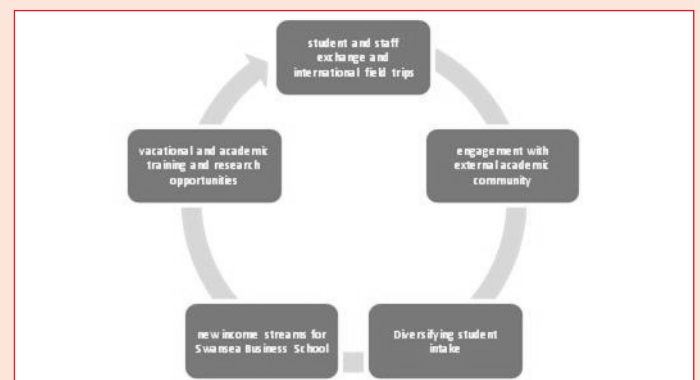 student and staff
exchange and
international field trips
engagement with
external academic
community
Diversifying student
intake
new income streams for
Swansea Business School
vacational and academic
training and research
opportunities